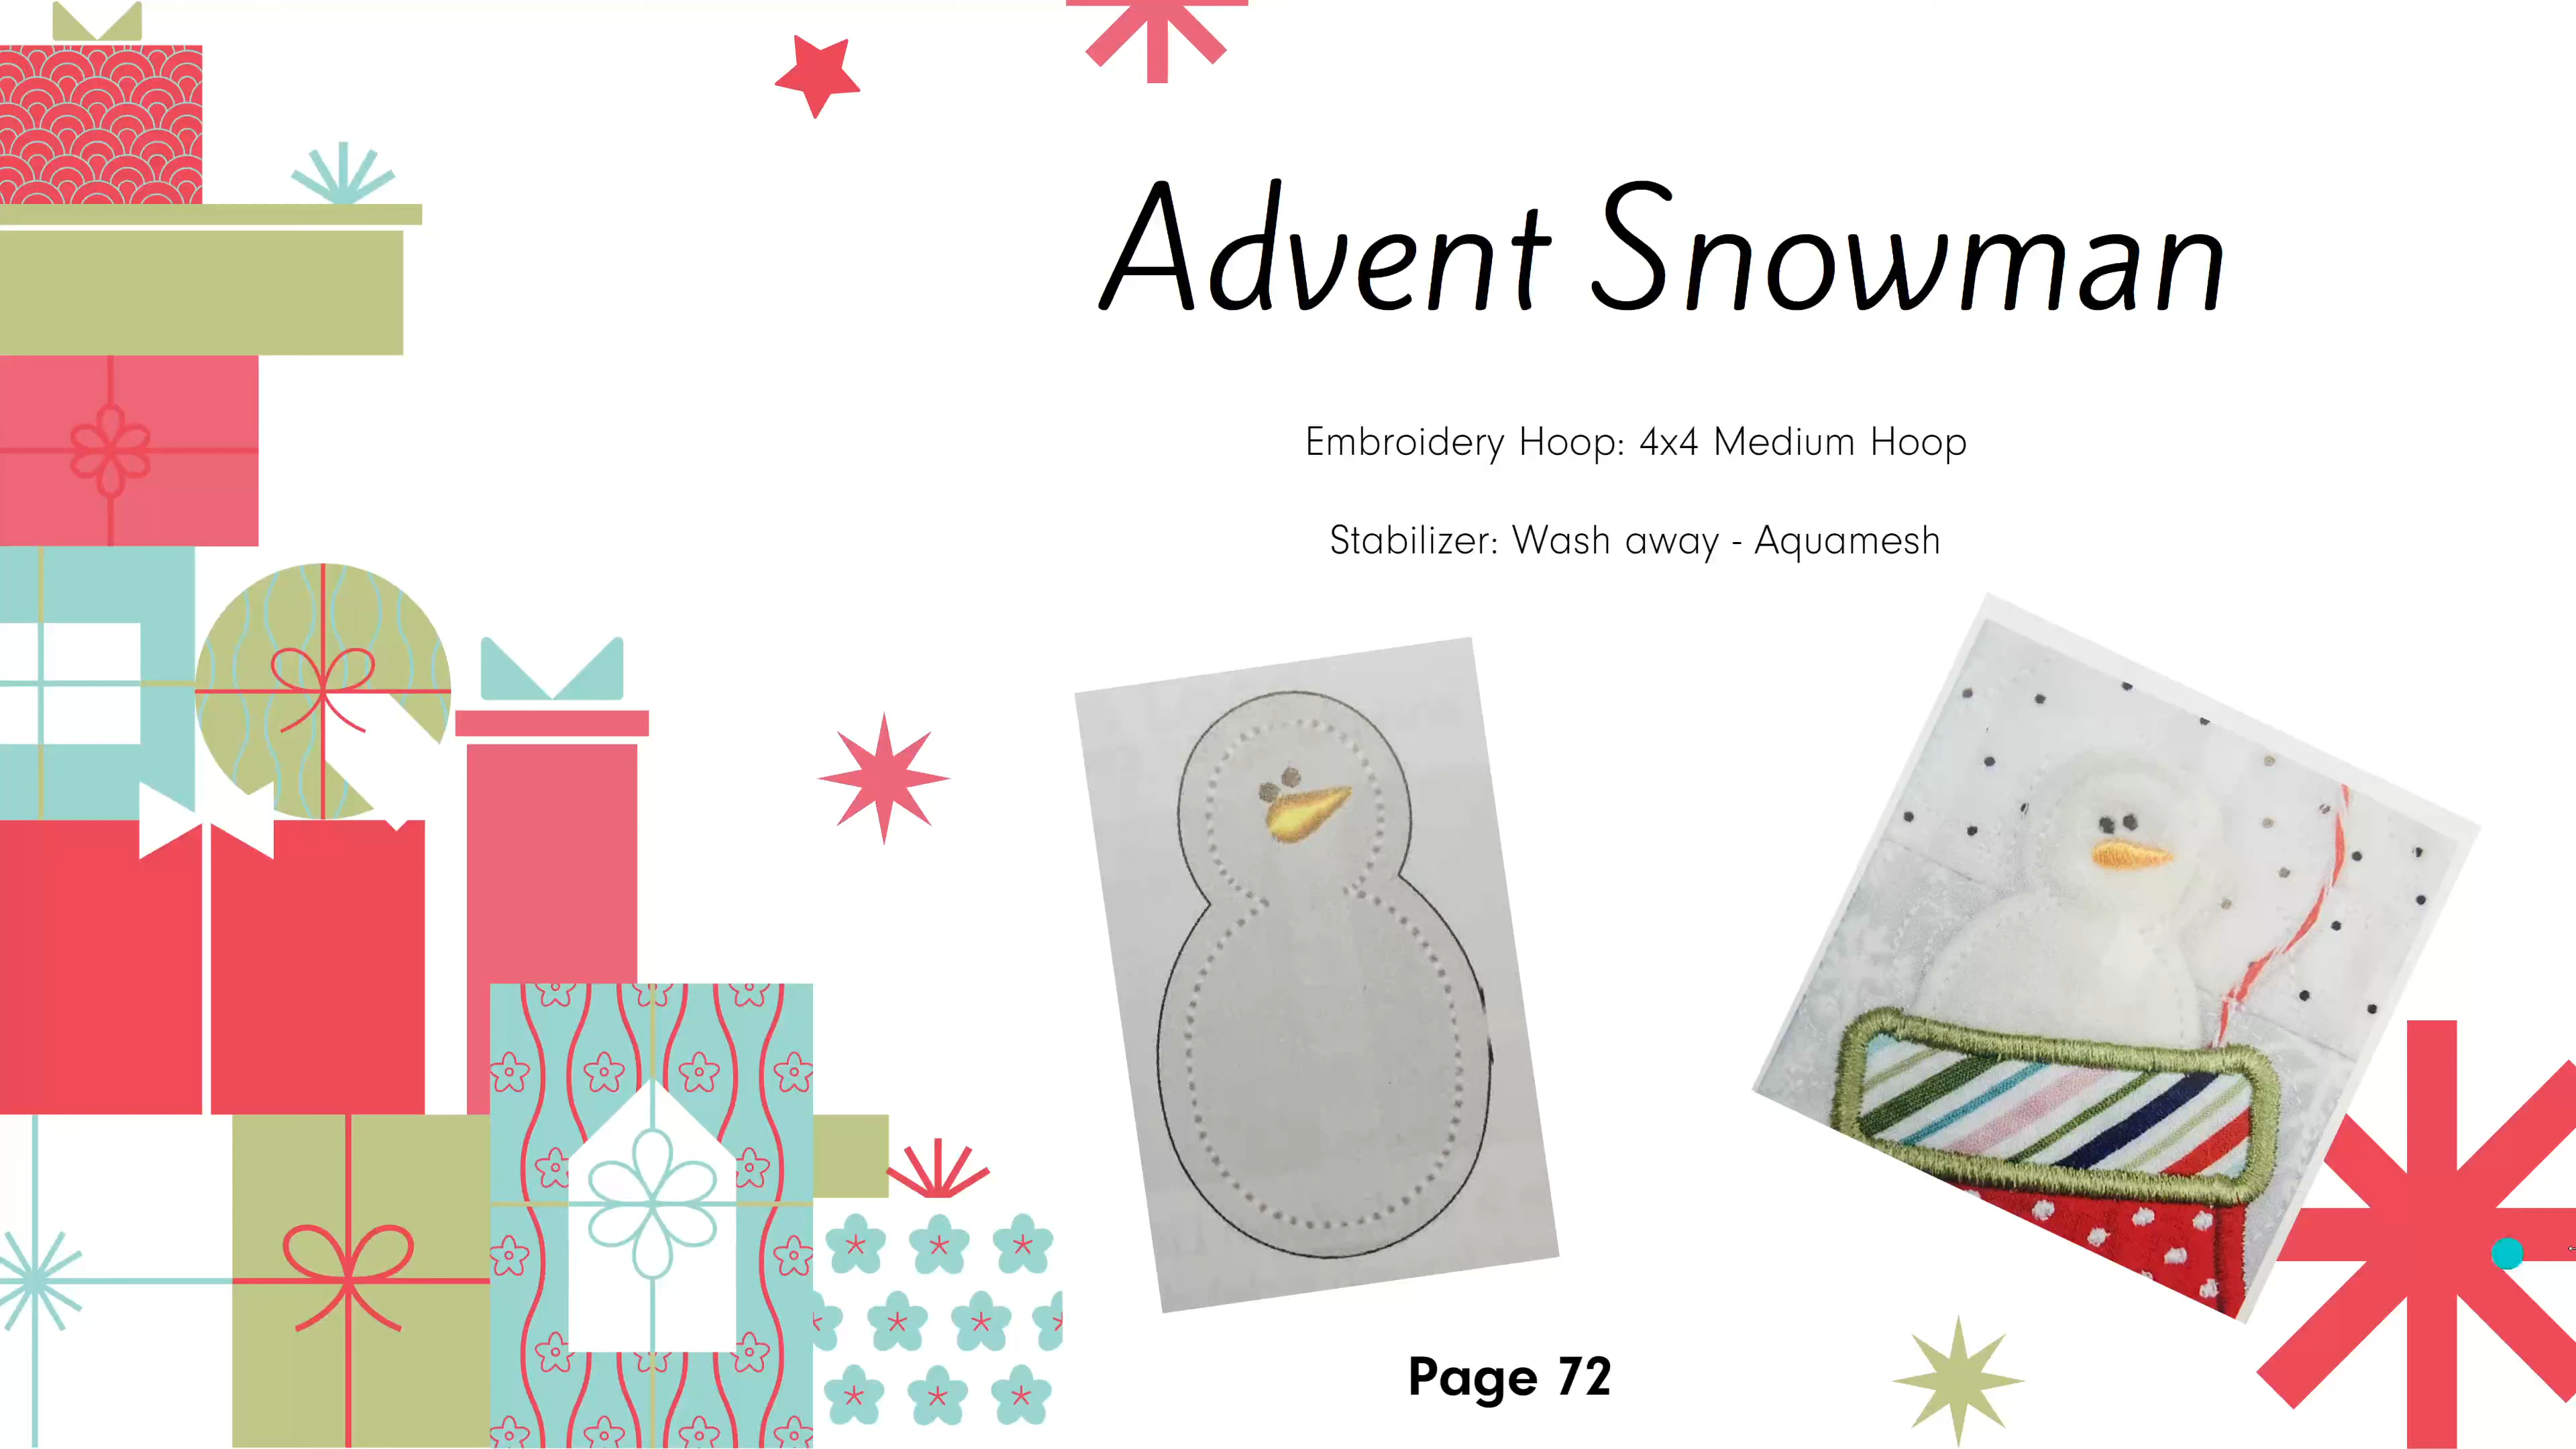 Advent Snowman
Embroidery Hoop: 4x4 Medium Hoop
Stabilizer: Wash away - Aquamesh
Page 72